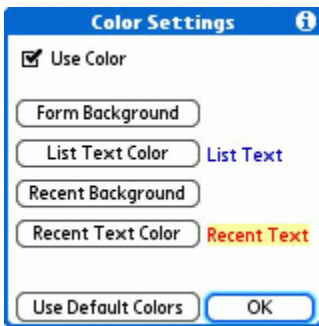 Color Settings
Use Color
Form Background
List Text Color List Text
Recent Background
Recent Text Color Recent Text
Use Default Colors OK